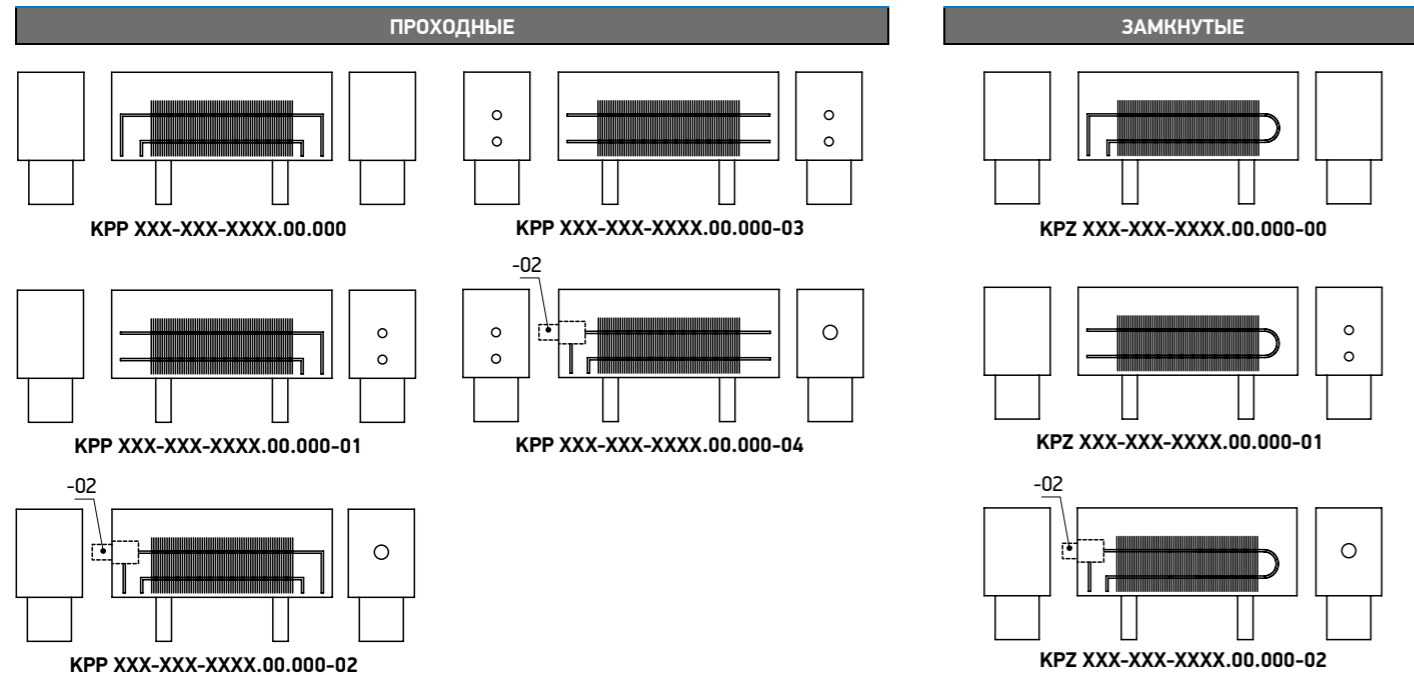 ПРОХОДНЫЕ
ЗАМКНУТЫЕ
KPP XXX-XXX-XXXX.00.000
KPP XXX-XXX-XXXX.00.000-03
KPZ XXX-XXX-XXXX.00.000-00
-02
KPP XXX-XXX-XXXX.00.000-01
KPP XXX-XXX-XXXX.00.000-04
KPZ XXX-XXX-XXXX.00.000-01
-02
-02
KPP XXX-XXX-XXXX.00.000-02
KPZ XXX-XXX-XXXX.00.000-02